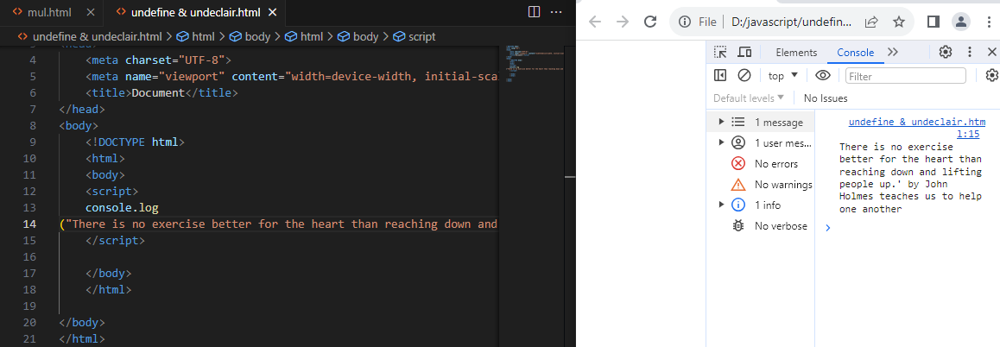 mul.html
undefine & undeclair.html
undefine & undeclair.html > html > body > html > body > script
4 <meta charset="UTF-8">
5 <meta name="viewport" content="width=device-width, initial-sca
6 <title>Document</title>
7 </head>
8 <body>
9 <!DOCTYPE html>
10 <html>
11 <body>
12 <script>
13 console.log
14 ("There is no exercise better for the heart than reaching down and
15 </script>
16
17 </body>
18 </html>
19
20 </body>
21 </html>
File D:/javascript/undefin...
Elements Console
top Filter
Default levels No Issues
1 message
1 user mes...
No errors
No warnings
1 info
No verbose
undefine & undeclair.htm
l:15
There is no exercise
better for the heart than
reaching down and lifting
people up.' by John
Holmes teaches us to help
one another